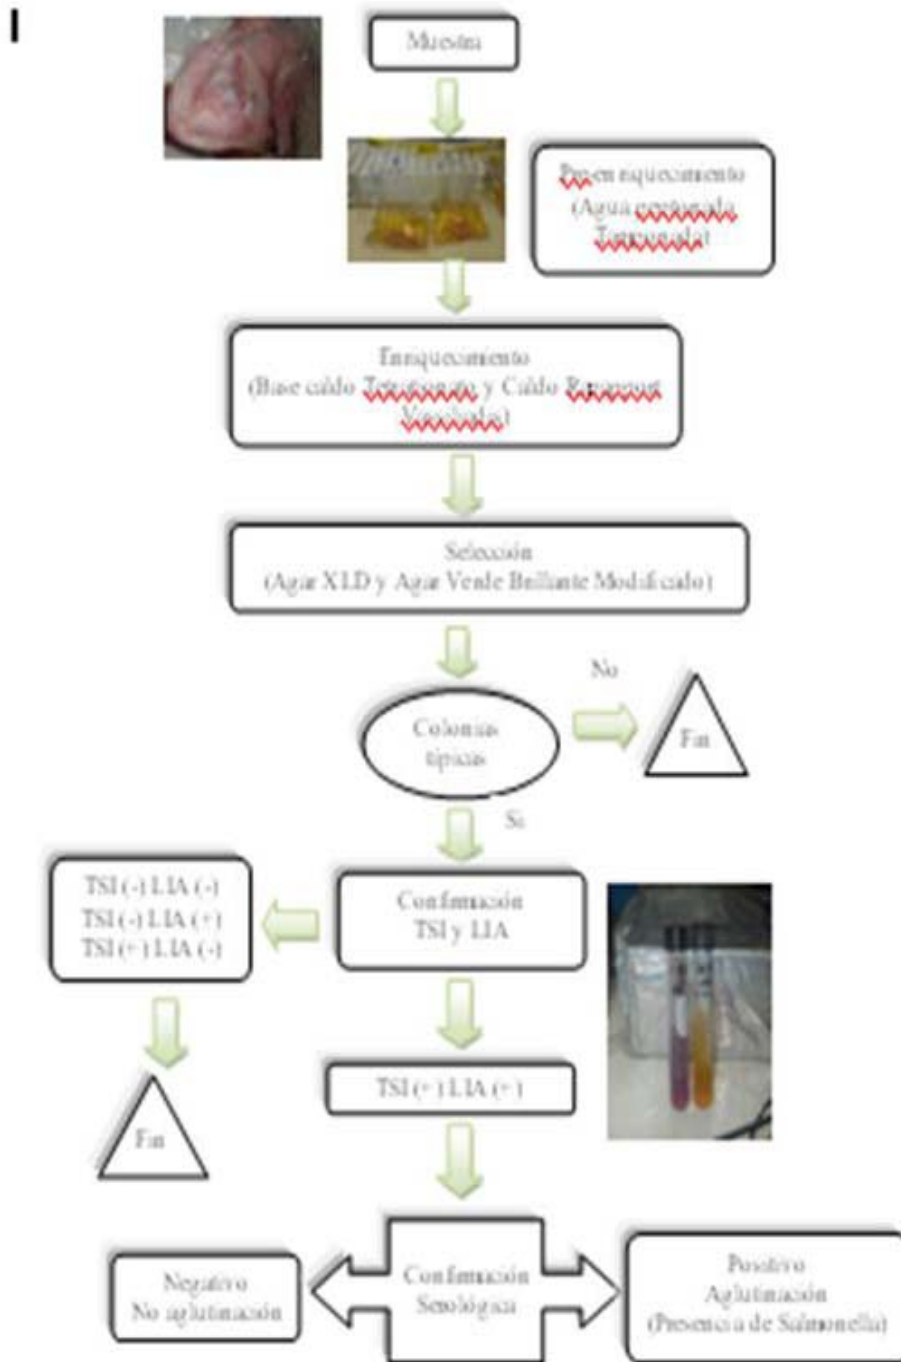 I
Muestra
Pre-enriquecimiento
(Agua peptonada
Tamponada)
Enriquecimiento
(Base caldo Tetrationato y Caldo Rappaport
Vassiliadis)
Selección
(Agar XLD y Agar Verde Brillante Modificado)
No
Colonias
típicas
Fin
Si
TSI (-) LIA (-)
TSI (-) LIA (+)
TSI (+) LIA (-)
Confirmación
TSI y LIA
TSI (+) LIA (+)
Fin
Negativo
No aglutinación
Confirmación
Serológica
Positivo
Aglutinación
(Presencia de Salmonella)